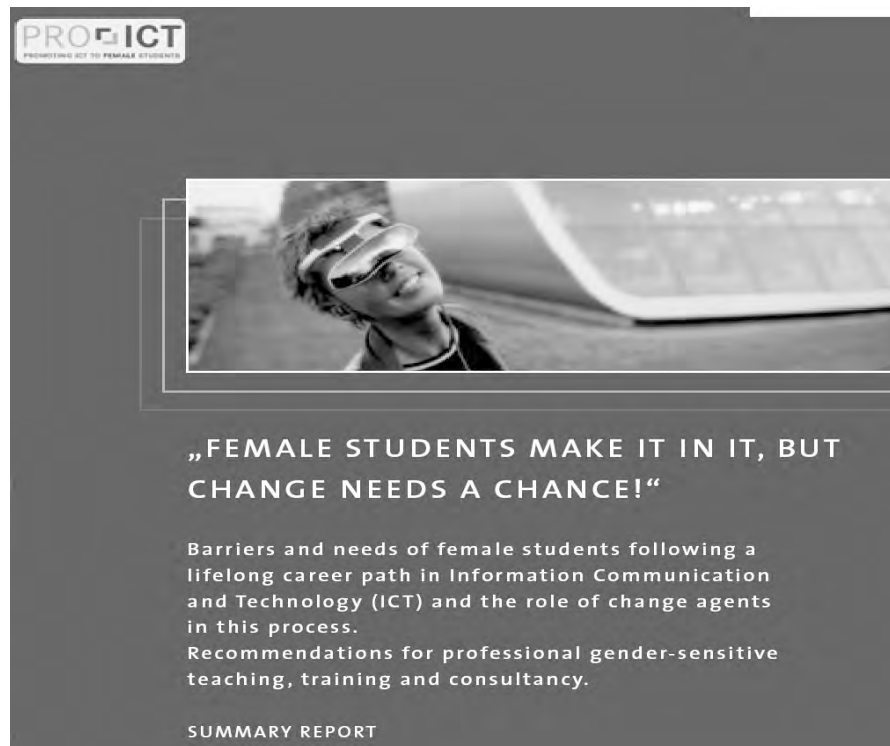 PRO ICT
PROMOTING ICT TO FEMALE STUDENTS
„FEMALE STUDENTS MAKE IT IN IT, BUT
CHANGE NEEDS A CHANCE!“
Barriers and needs of female students following a
lifelong career path in Information Communication
and Technology (ICT) and the role of change agents
in this process.
Recommendations for professional gender-sensitive
teaching, training and consultancy.
SUMMARY REPORT